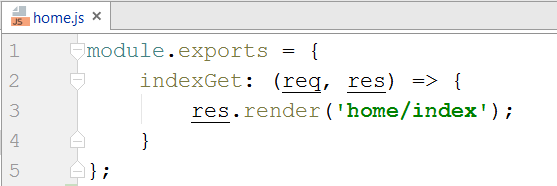 home.js
1 module.exports = {
2     indexGet: (req, res) => {
3         res.render('home/index');
4     }
5 };